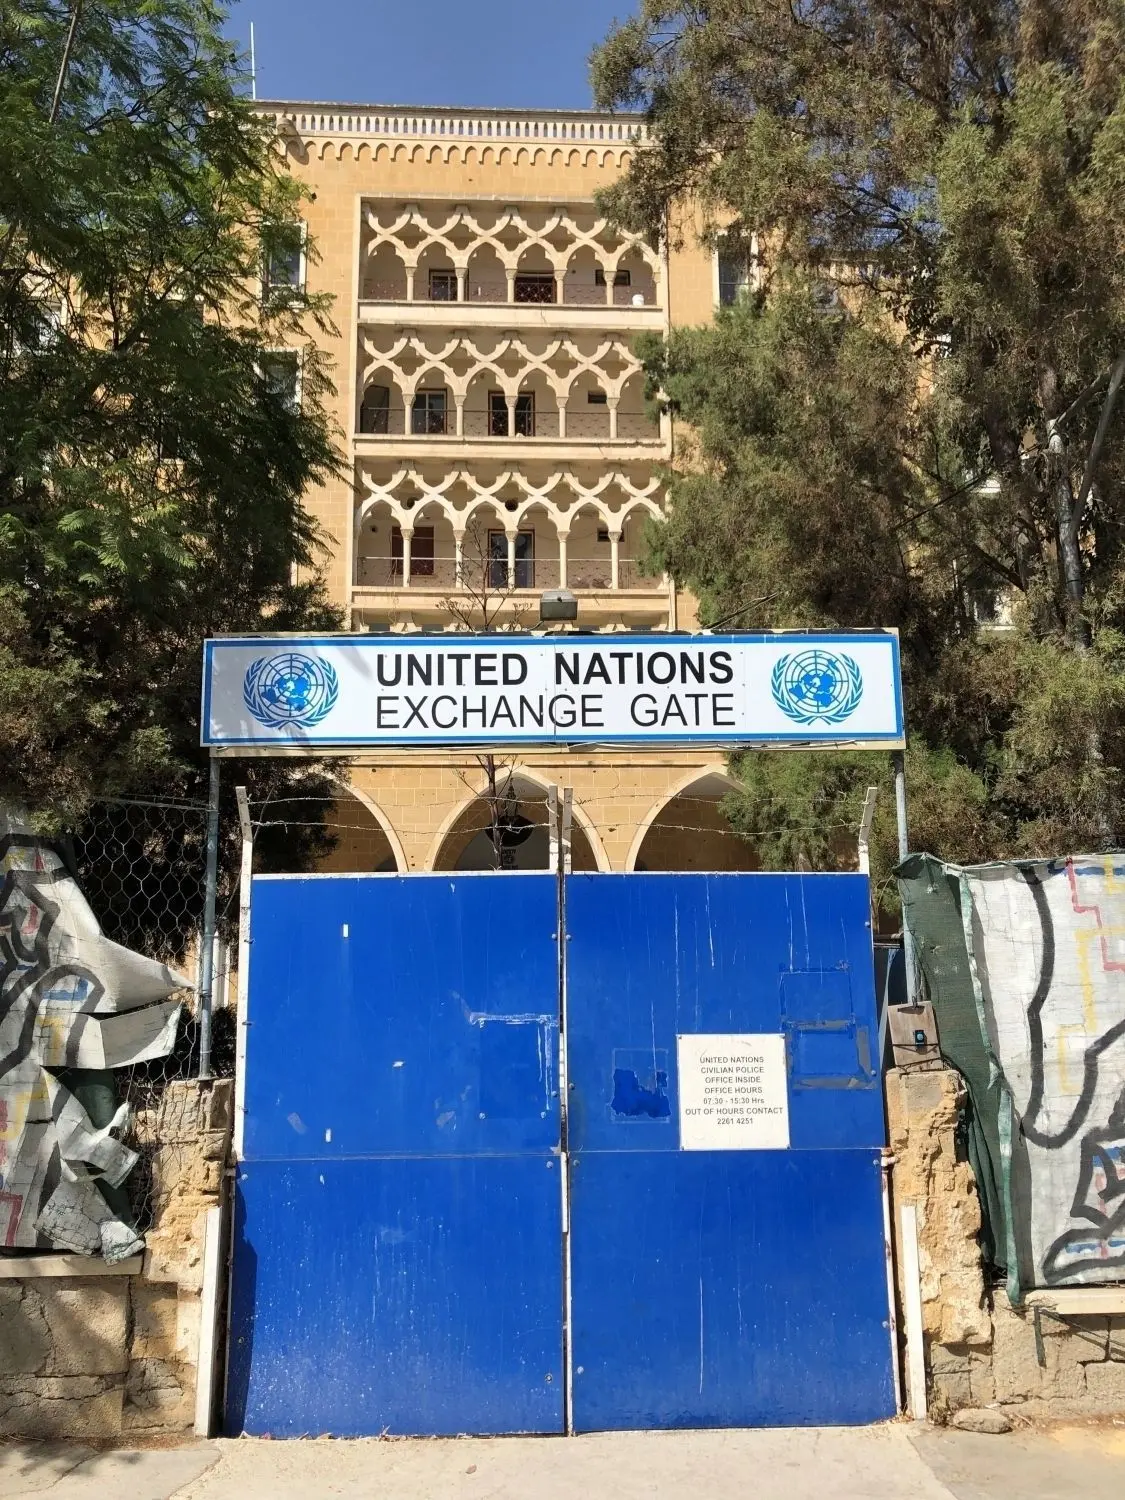 UNITED NATIONS
EXCHANGE GATE
UNITED NATIONS
CIVILIAN POLICE
OFFICE INSIDE
OFFICE HOURS
07:30 - 15:30 Hrs
OUT OF HOURS CONTACT
2261 4251